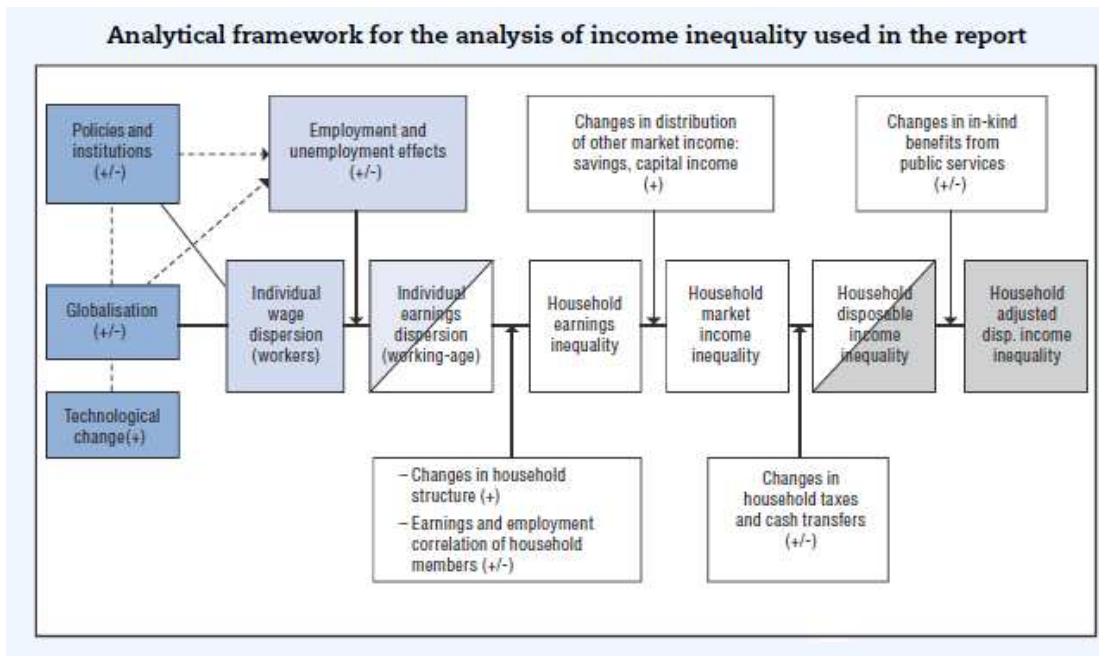 Analytical framework for the analysis of income inequality used in the report
Policies and
institutions
(+/-)
Employment and
unemployment effects
(+/-)
Changes in distribution
of other market income:
savings, capital income
(+)
Changes in in-kind
benefits from
public services
(+/-)
Globalisation
(+/-)
Individual
wage
dispersion
(workers)
Individual
earnings
dispersion
(working-age)
Household
earnings
inequality
Household
market
income
inequality
Household
disposable
income
inequality
Household
adjusted
disp. income
inequality
Technological
change(+)
– Changes in household
structure (+)
– Earnings and employment
correlation of household
members (+/-)
Changes in
household taxes
and cash transfers
(+/-)